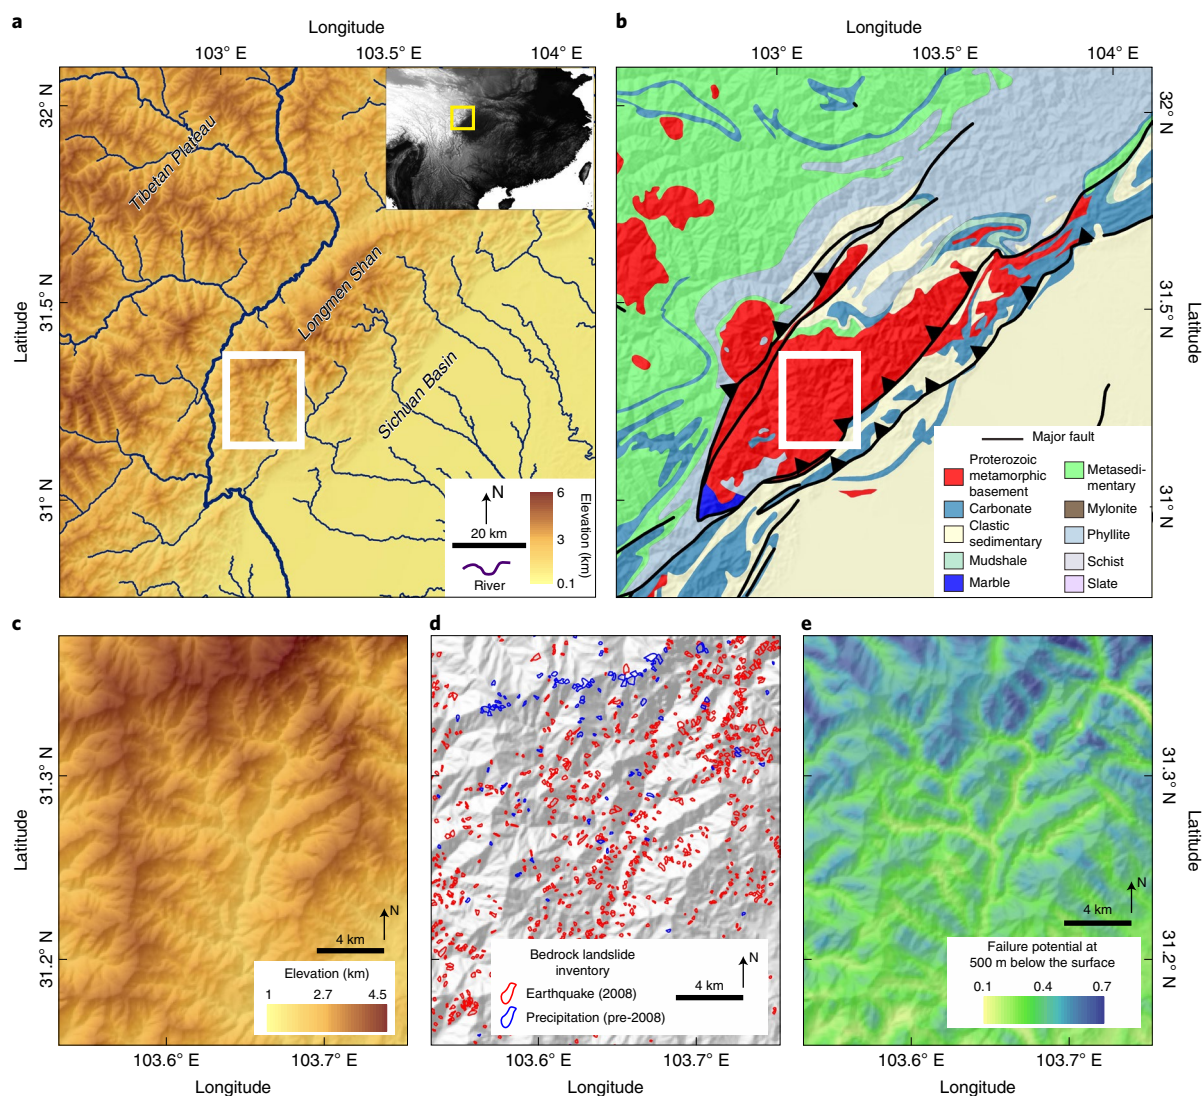 a
Longitude
103° E
103.5° E
104° E
32° N
31.5° N
31° N
Latitude
Tibetan Plateau
Longmen Shan
Sichuan Basin
N
20 km
River
6
3
0.1
Elevation (km)
b
Longitude
103° E
103.5° E
104° E
32° N
31.5° N
31° N
Latitude
Major fault
Proterozoic
metamorphic
basement
Carbonate
Clastic
sedimentary
Mudshale
Marble
Metasedi-
mentary
Mylonite
Phyllite
Schist
Slate
c
31.3° N
31.2° N
Latitude
N
4 km
Elevation (km)
1 2.7 4.5
103.6° E
103.7° E
Longitude
d
Bedrock landslide
inventory
Earthquake (2008)
Precipitation (pre-2008)
N
4 km
103.6° E
103.7° E
Longitude
e
31.3° N
31.2° N
Latitude
N
4 km
Failure potential at
500 m below the surface
0.1 0.4 0.7
103.6° E
103.7° E
Longitude